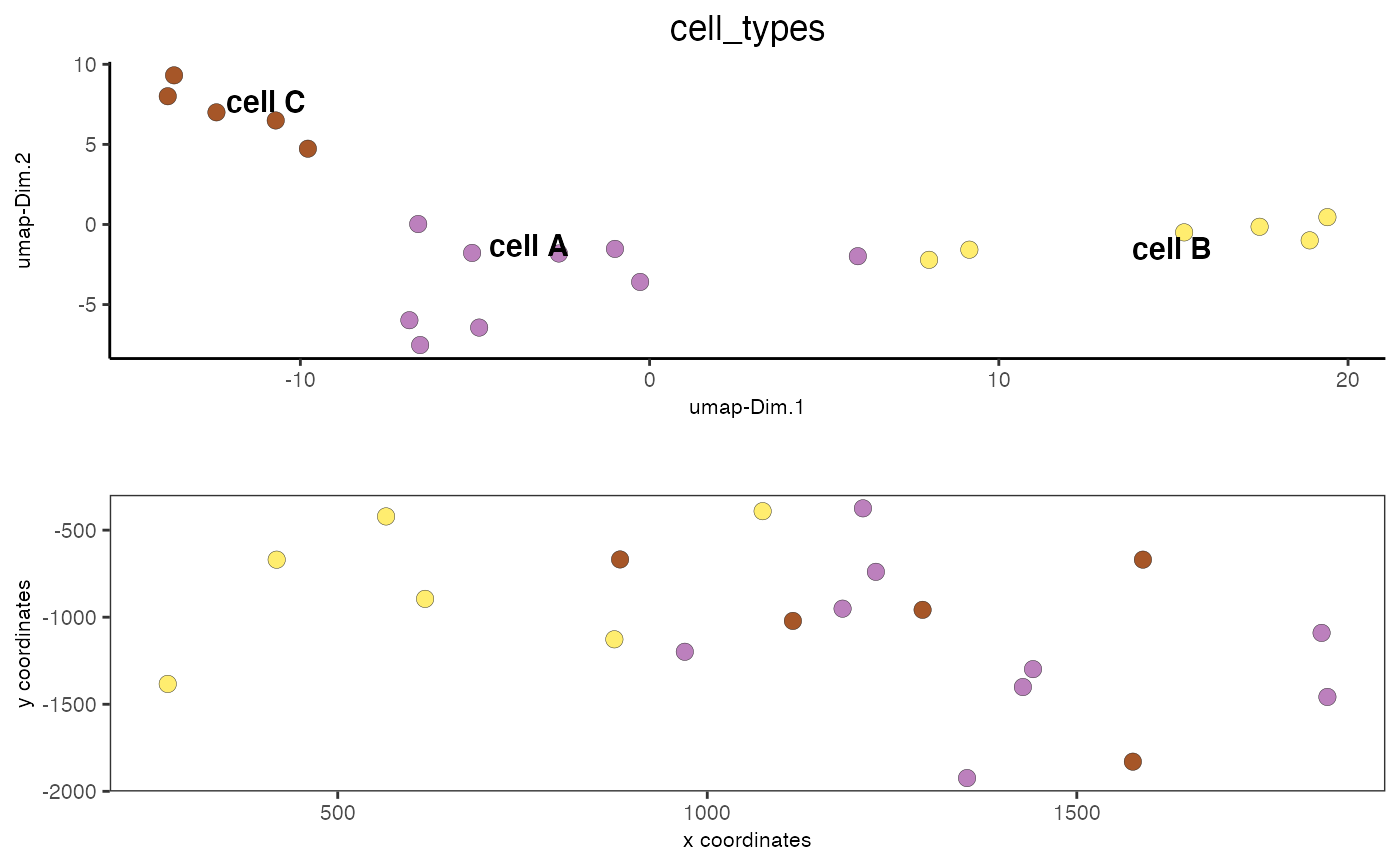 cell_types
10
cell C
5
umap-Dim.2
0
cell A
cell B
-5
-10 0 10 20
umap-Dim.1
-500
-1000
y coordinates
-1500
-2000
500 1000 1500
x coordinates